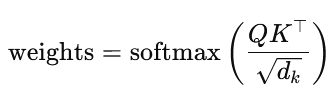 weights = softmax ( QK^⊤ / √d_k )